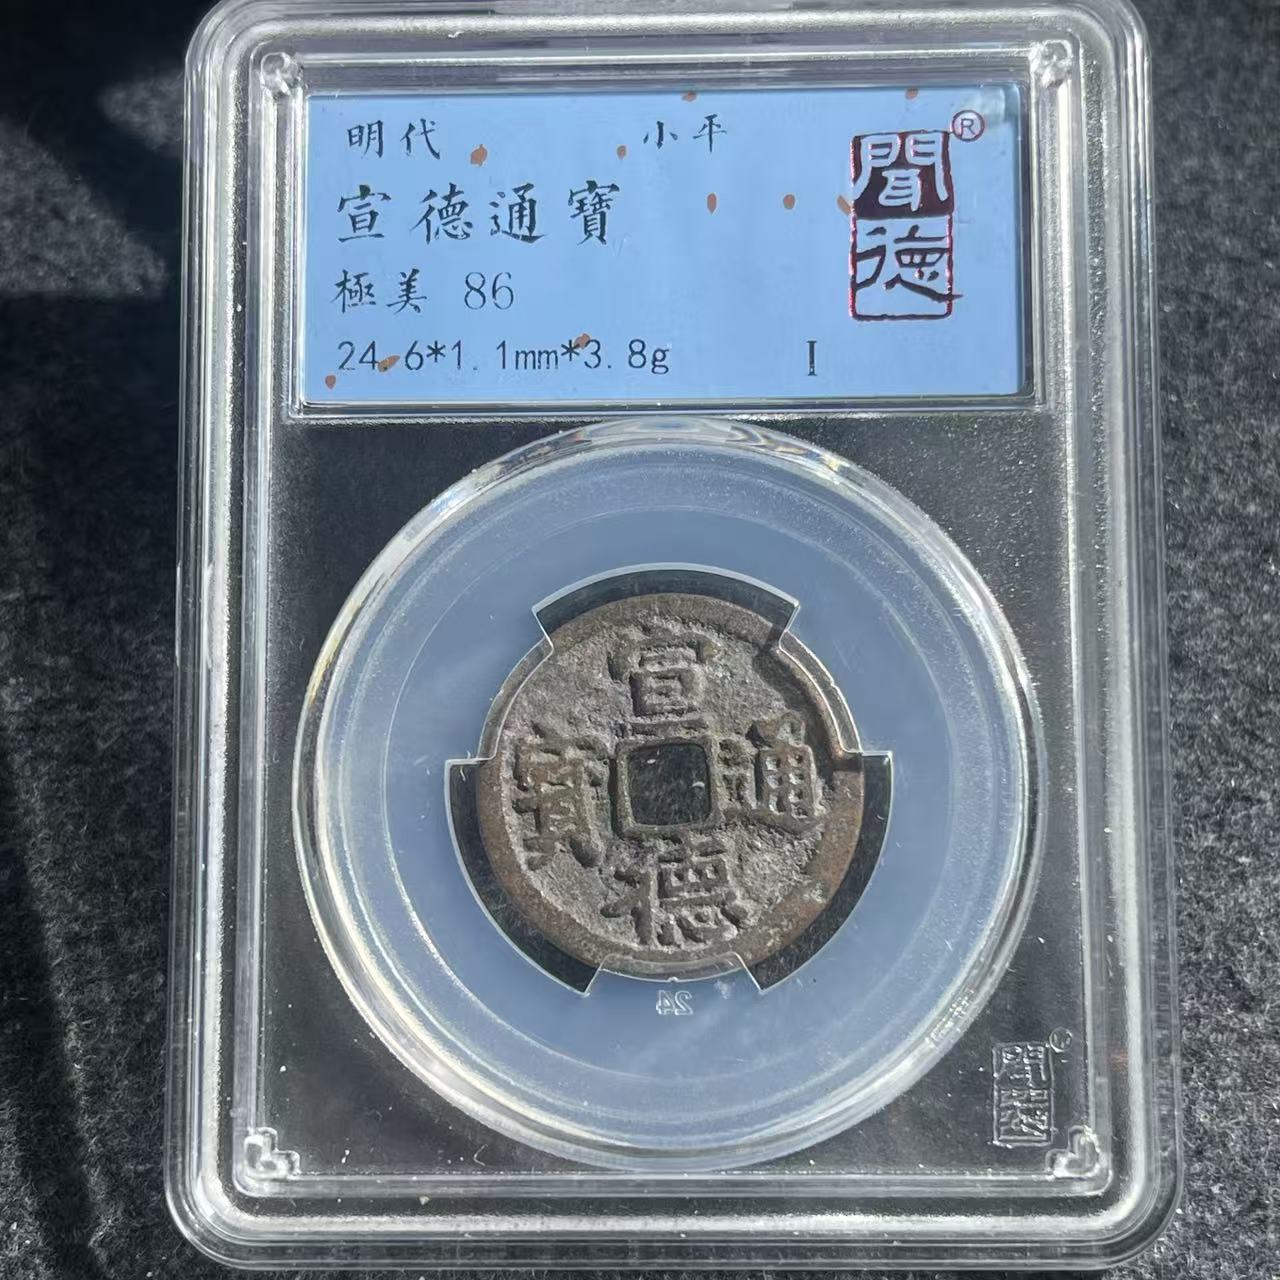 明代 小平
宣德通寶
極美 86
24.6*1.1mm*3.8g I
聞德
®
宣德通寶
24
聞德